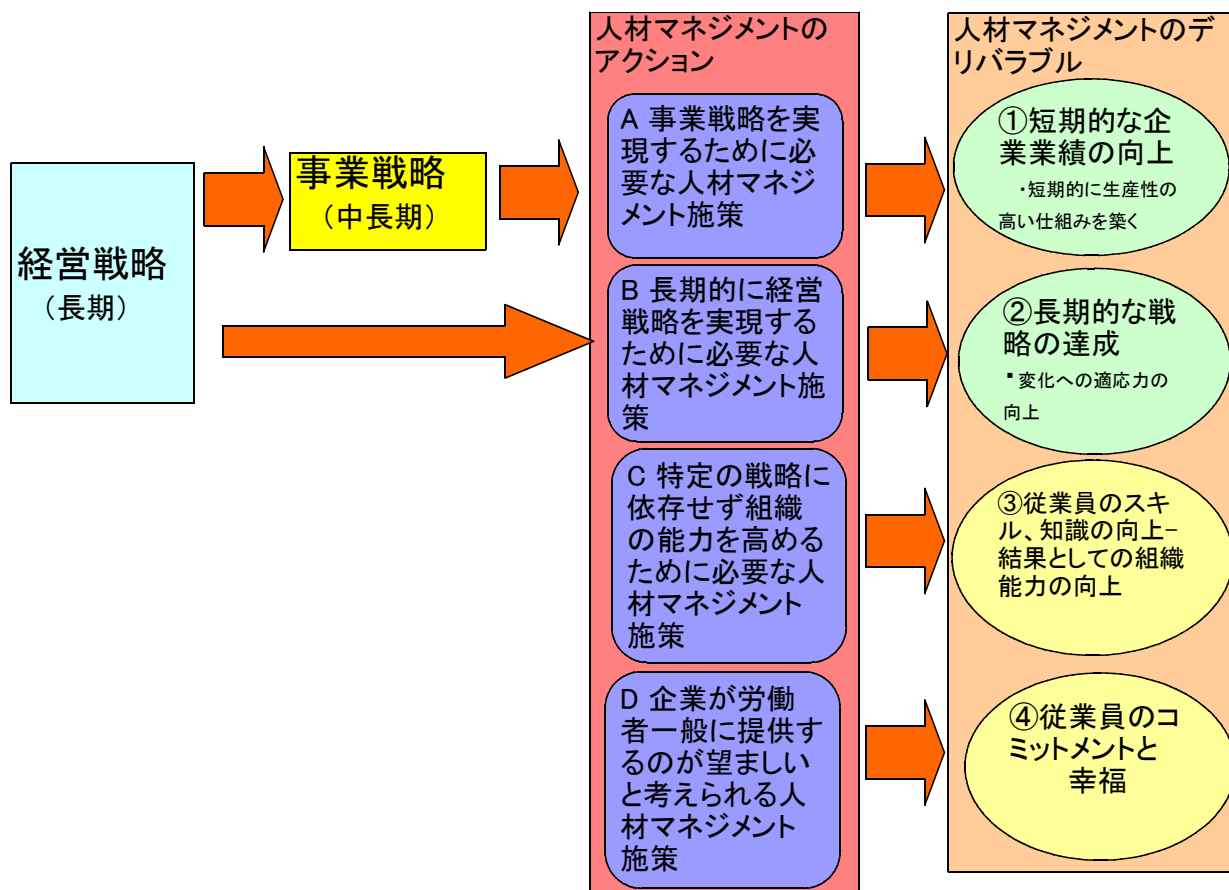 経営戦略
（長期）
事業戦略
（中長期）
人材マネジメントの
アクション
A 事業戦略を実
現するために必
要な人材マネジ
メント施策
B 長期的に経営
戦略を実現する
ために必要な人
材マネジメント施
策
C 特定の戦略に
依存せず組織
の能力を高める
ために必要な人
材マネジメント
施策
D 企業が労働
者一般に提供す
るのが望ましい
と考えられる人
材マネジメント
施策
人材マネジメントのデ
リバラブル
①短期的な企
業業績の向上
・短期的に生産性の
高い仕組みを築く
②長期的な戦
略の達成
▪変化への適応力の
向上
③従業員のスキ
ル、知識の向上-
結果としての組織
能力の向上
④従業員のコ
ミットメントと
幸福